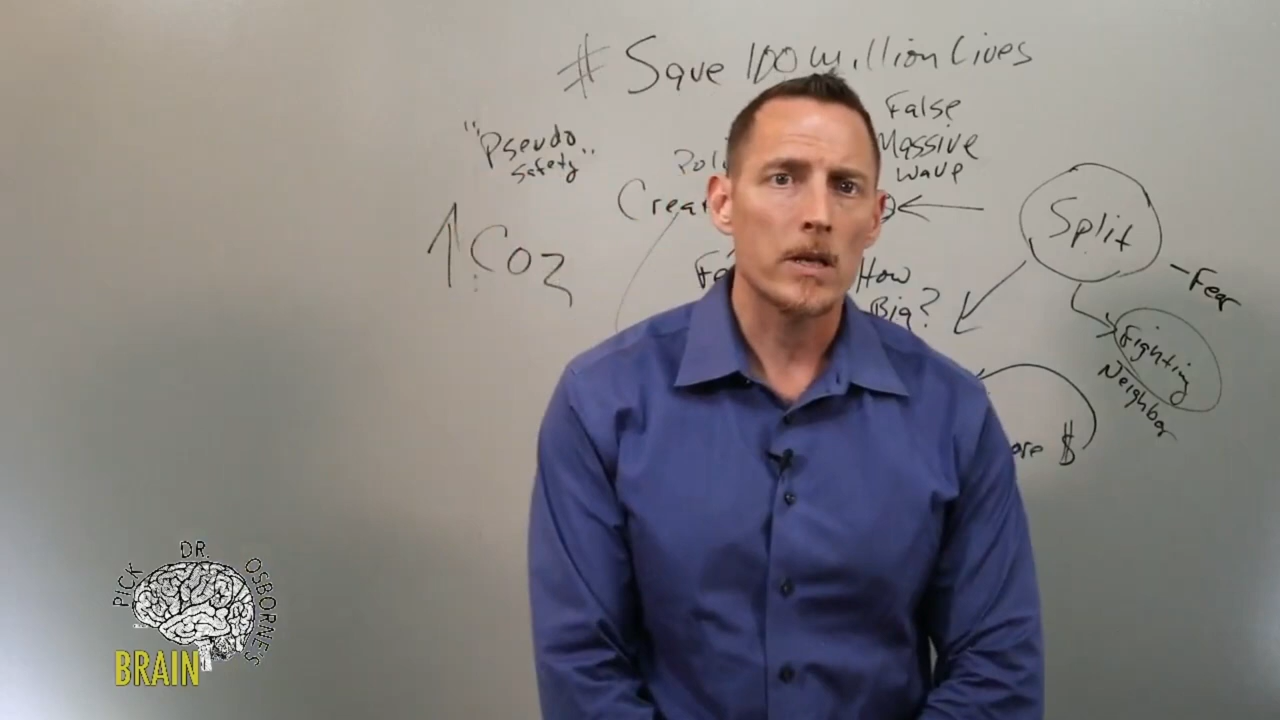 # Save 100 million lives
"Pseudo
safety"
False
Massive
wave
Split
↑ CO2
How
Big?
- Fear
Fighting
Neighbor
$
PICK DR. OSBORNE'S
BRAIN